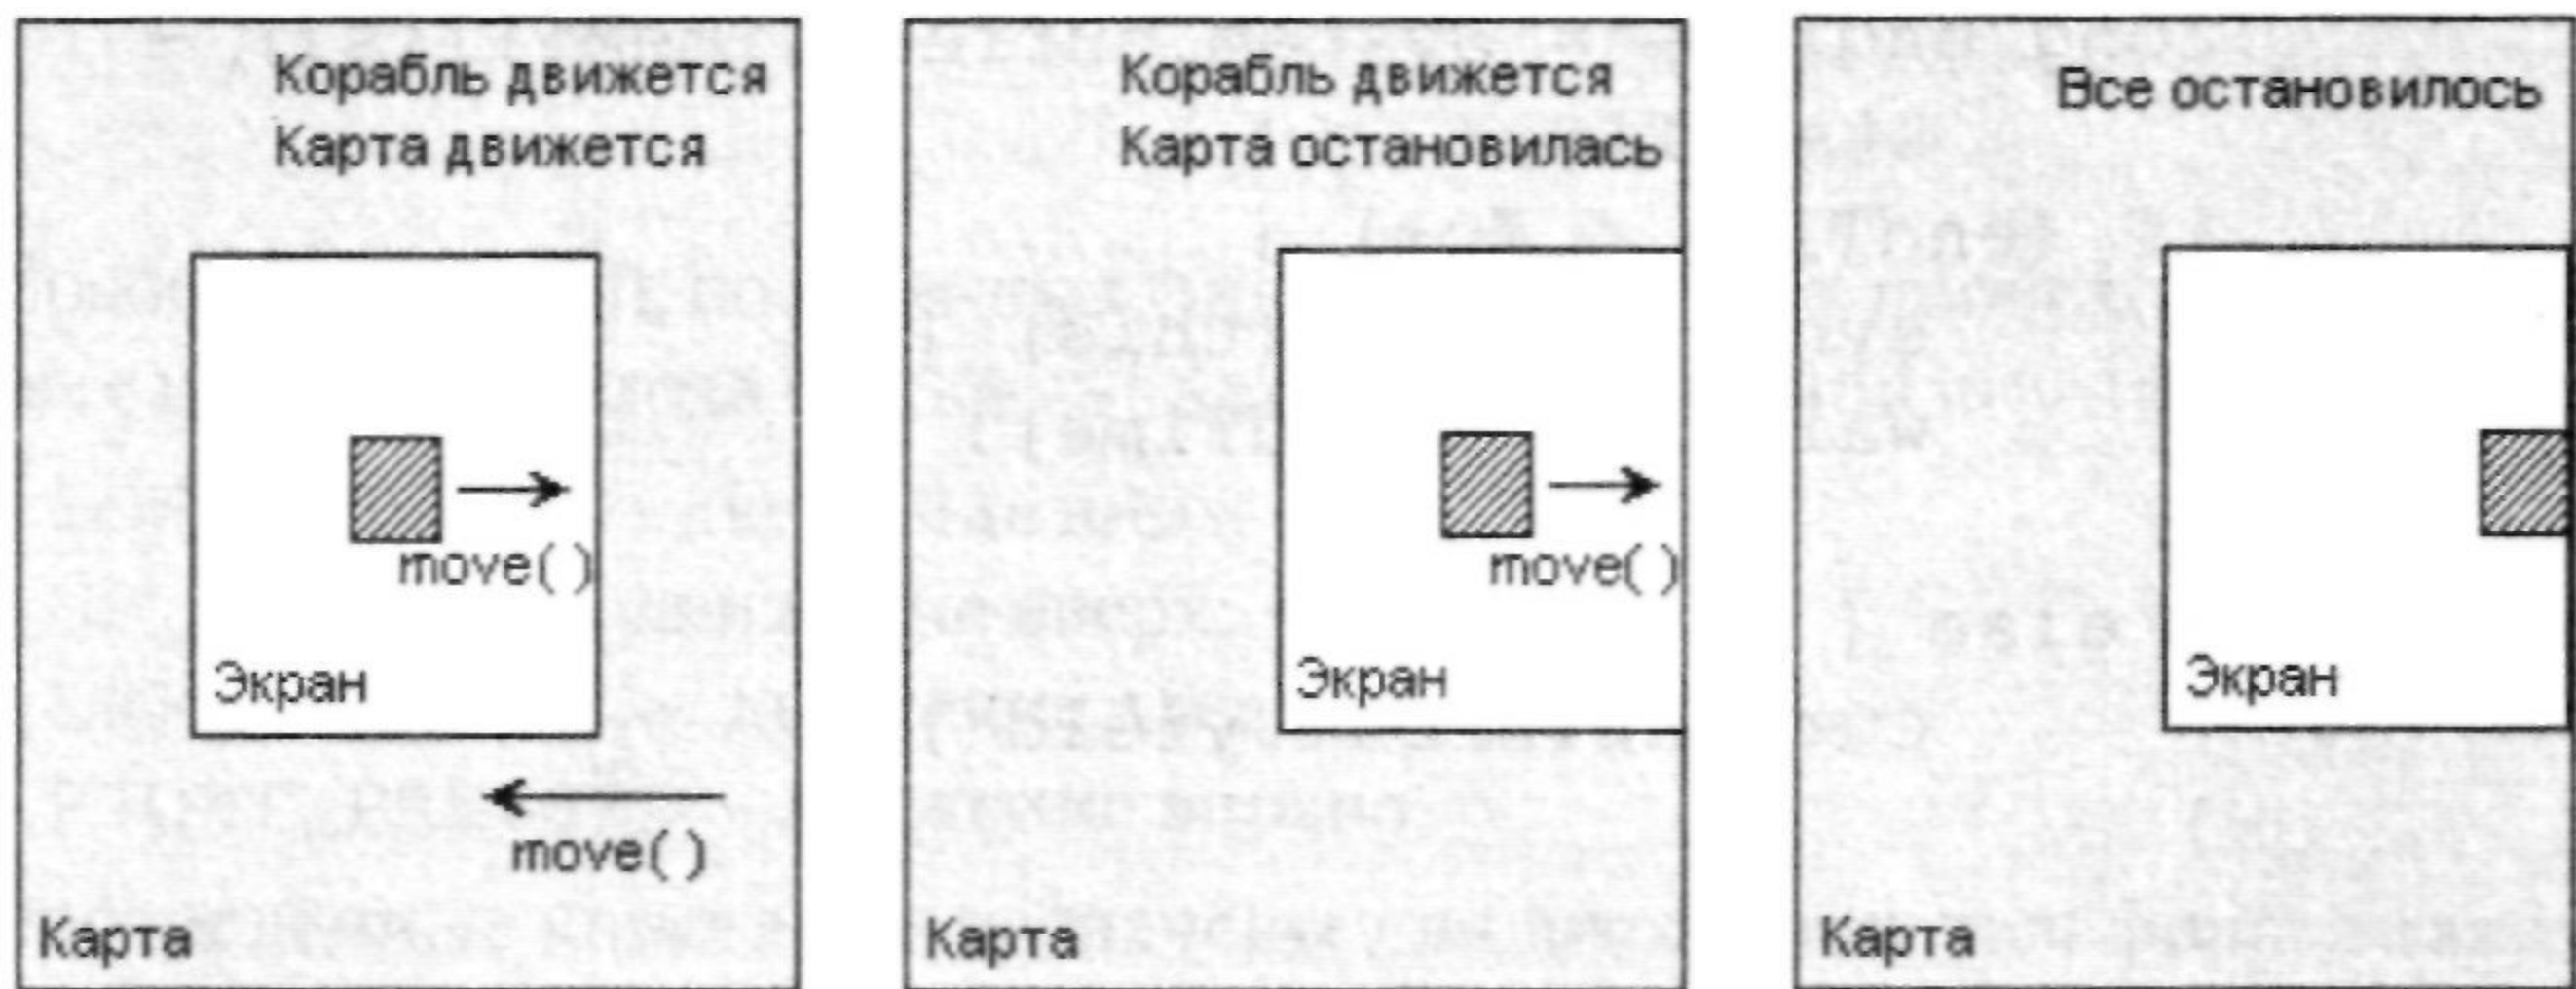 Корабль движется
Карта движется
move()
Экран
move()
Карта
Корабль движется
Карта остановилась
move()
Экран
Карта
Все остановилось
Экран
Карта